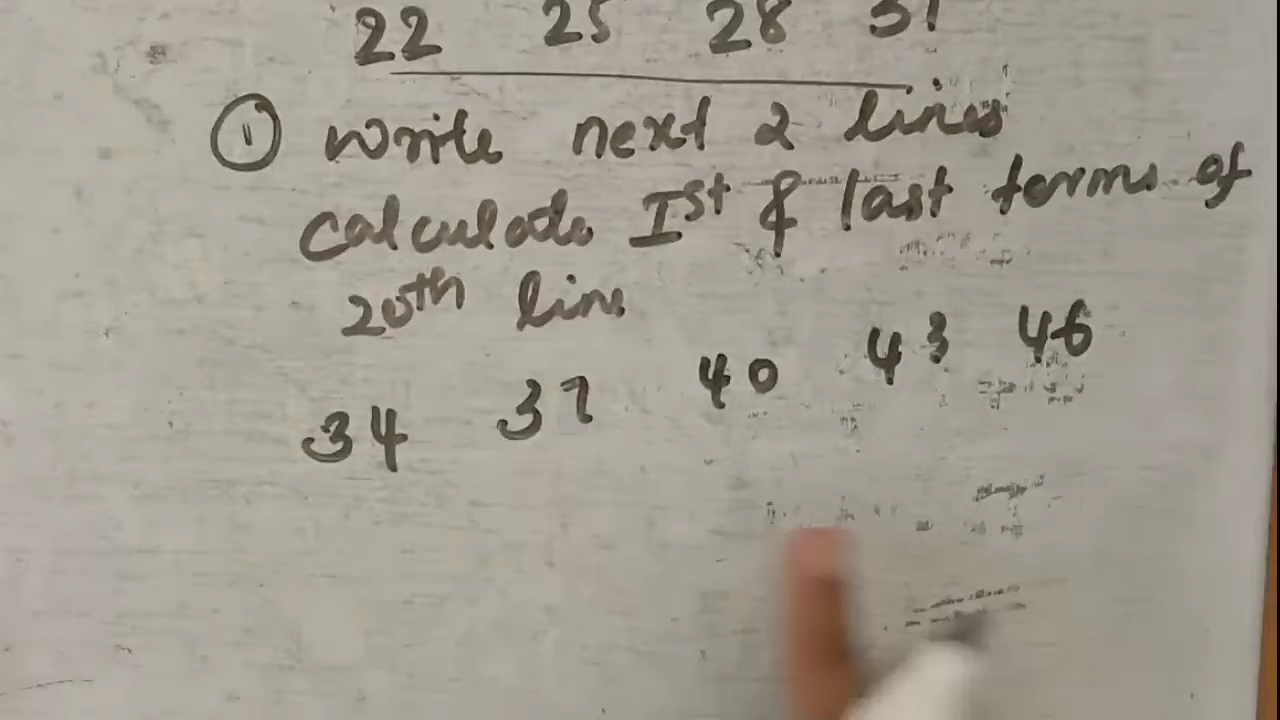 22 25 28 31
① Write next 2 lines
calculate Ist & last terms of
20th line
34 37 40 43 46